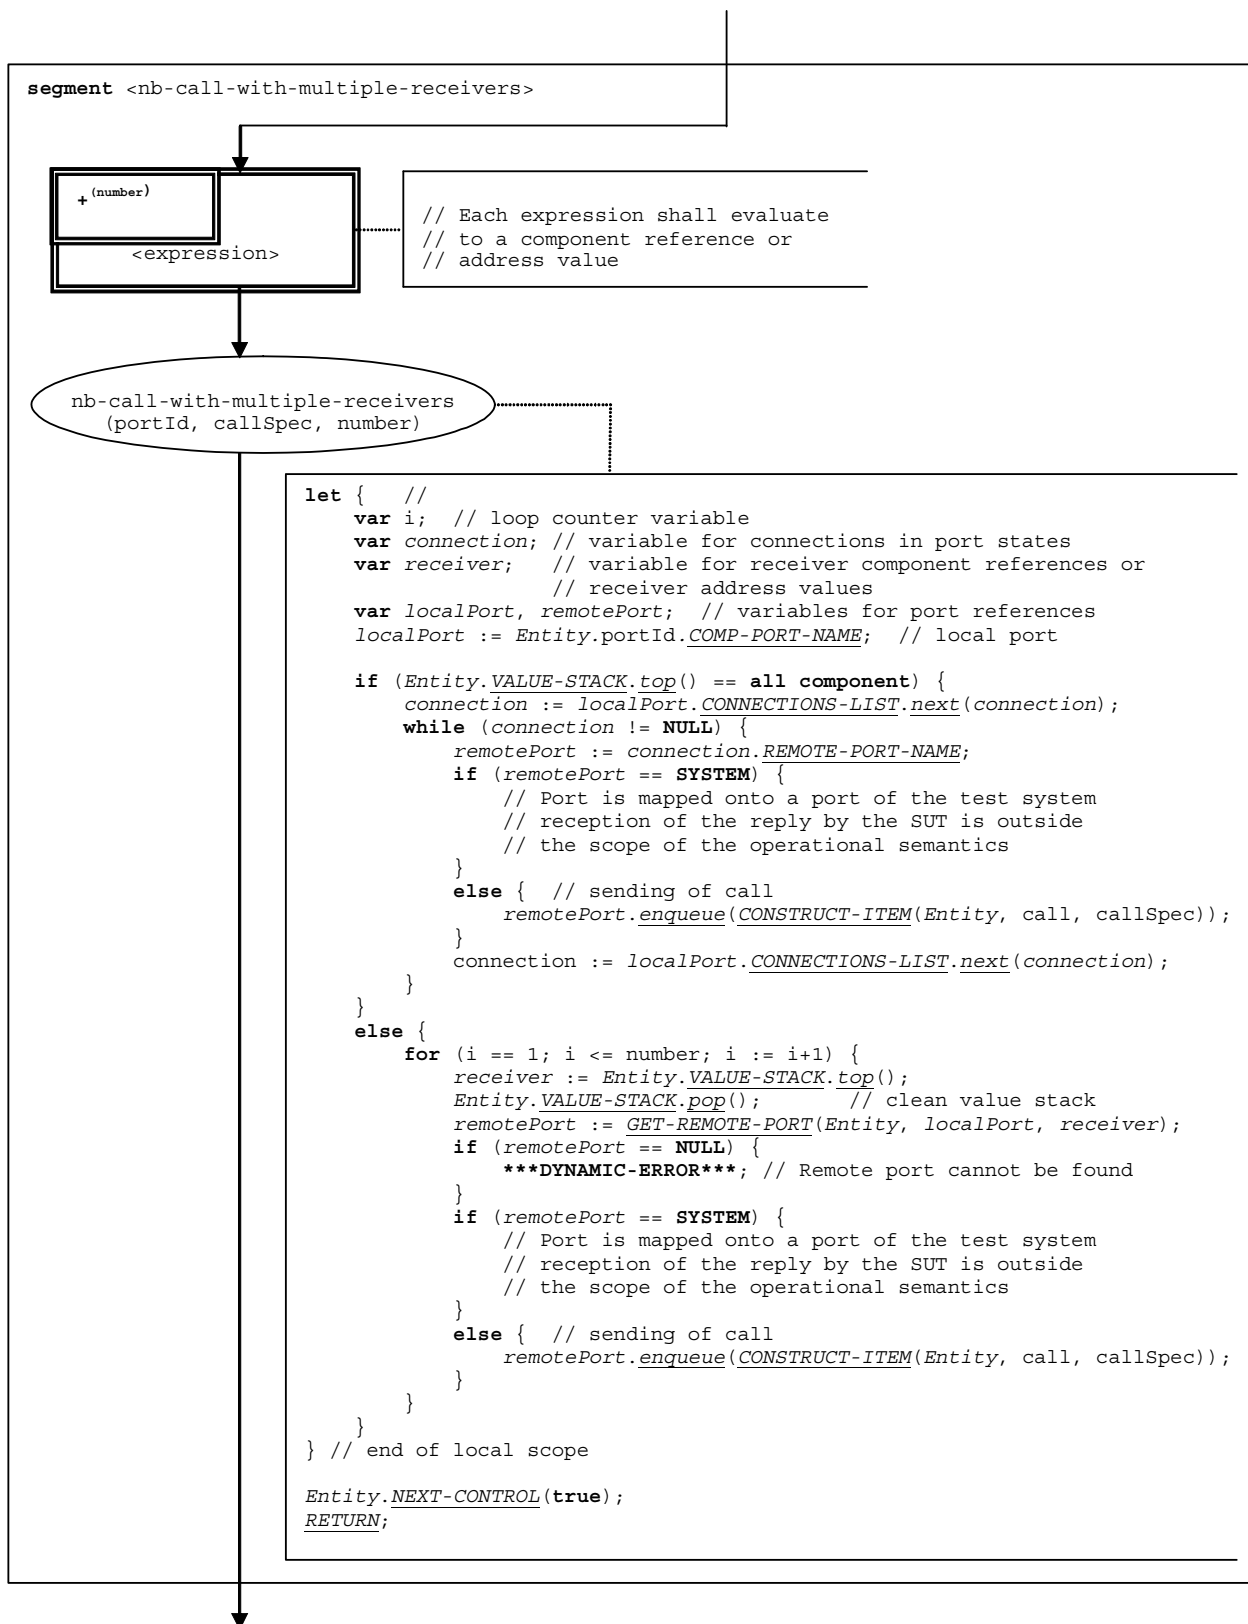 segment <nb-call-with-multiple-receivers>
+(number)
<expression>
// Each expression shall evaluate
// to a component reference or
// address value
nb-call-with-multiple-receivers
(portId, callSpec, number)
let {   //
    var i;  // loop counter variable
    var connection; // variable for connections in port states
    var receiver;   // variable for receiver component references or
                    // receiver address values
    var localPort, remotePort;  // variables for port references
    localPort := Entity.portId.COMP-PORT-NAME;  // local port
    if (Entity.VALUE-STACK.top() == all component) {
        connection := localPort.CONNECTIONS-LIST.next(connection);
        while (connection != NULL) {
            remotePort := connection.REMOTE-PORT-NAME;
            if (remotePort == SYSTEM) {
                // Port is mapped onto a port of the test system
                // reception of the reply by the SUT is outside
                // the scope of the operational semantics
            }
            else {  // sending of call
                remotePort.enqueue(CONSTRUCT-ITEM(Entity, call, callSpec));
            }
            connection := localPort.CONNECTIONS-LIST.next(connection);
        }
    }
    else {
        for (i == 1; i <= number; i := i+1) {
            receiver := Entity.VALUE-STACK.top();
            Entity.VALUE-STACK.pop();       // clean value stack
            remotePort := GET-REMOTE-PORT(Entity, localPort, receiver);
            if (remotePort == NULL) {
                ***DYNAMIC-ERROR***; // Remote port cannot be found
            }
            if (remotePort == SYSTEM) {
                // Port is mapped onto a port of the test system
                // reception of the reply by the SUT is outside
                // the scope of the operational semantics
            }
            else {  // sending of call
                remotePort.enqueue(CONSTRUCT-ITEM(Entity, call, callSpec));
            }
        }
    }
} // end of local scope
Entity.NEXT-CONTROL(true);
RETURN;